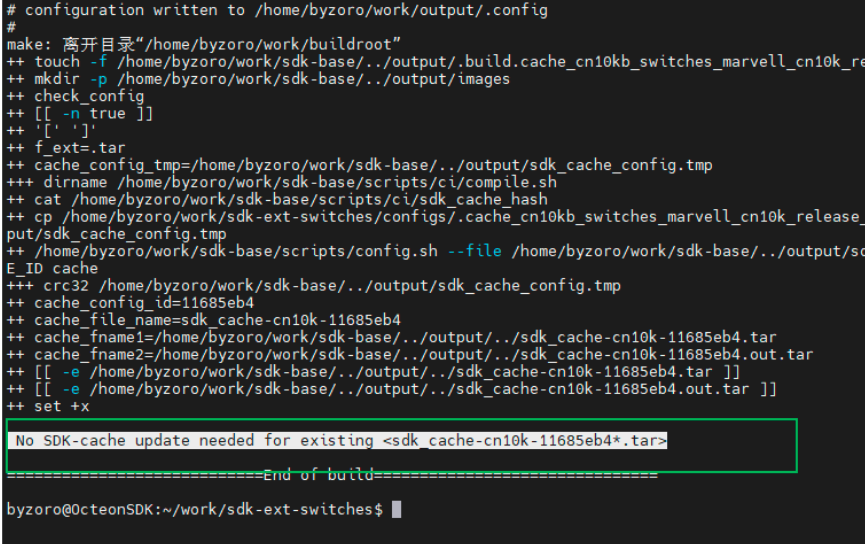 # configuration written to /home/byzoro/work/output/.config
#
make: 离开目录“/home/byzoro/work/buildroot”
++ touch -f /home/byzoro/work/sdk-base/../output/.build.cache_cn10kb_switches_marvell_cn10k_re
++ mkdir -p /home/byzoro/work/sdk-base/../output/images
++ check_config
++ [[ -n true ]]
++ '[' ']'
++ f_ext=.tar
++ cache_config_tmp=/home/byzoro/work/sdk-base/../output/sdk_cache_config.tmp
+++ dirname /home/byzoro/work/sdk-base/scripts/ci/compile.sh
++ cat /home/byzoro/work/sdk-base/scripts/ci/sdk_cache_hash
++ cp /home/byzoro/work/sdk-ext-switches/configs/.cache_cn10kb_switches_marvell_cn10k_release_
put/sdk_cache_config.tmp
++ /home/byzoro/work/sdk-base/scripts/config.sh --file /home/byzoro/work/sdk-base/../output/sd
E_ID cache
+++ crc32 /home/byzoro/work/sdk-base/../output/sdk_cache_config.tmp
++ cache_config_id=11685eb4
++ cache_file_name=sdk_cache-cn10k-11685eb4
++ cache_fname1=/home/byzoro/work/sdk-base/../output/../sdk_cache-cn10k-11685eb4.tar
++ cache_fname2=/home/byzoro/work/sdk-base/../output/../sdk_cache-cn10k-11685eb4.out.tar
++ [[ -e /home/byzoro/work/sdk-base/../output/../sdk_cache-cn10k-11685eb4.tar ]]
++ [[ -e /home/byzoro/work/sdk-base/../output/../sdk_cache-cn10k-11685eb4.out.tar ]]
++ set +x
No SDK-cache update needed for existing <sdk_cache-cn10k-11685eb4*.tar>
============================End of build===============================
byzoro@OcteonSDK:~/work/sdk-ext-switches$